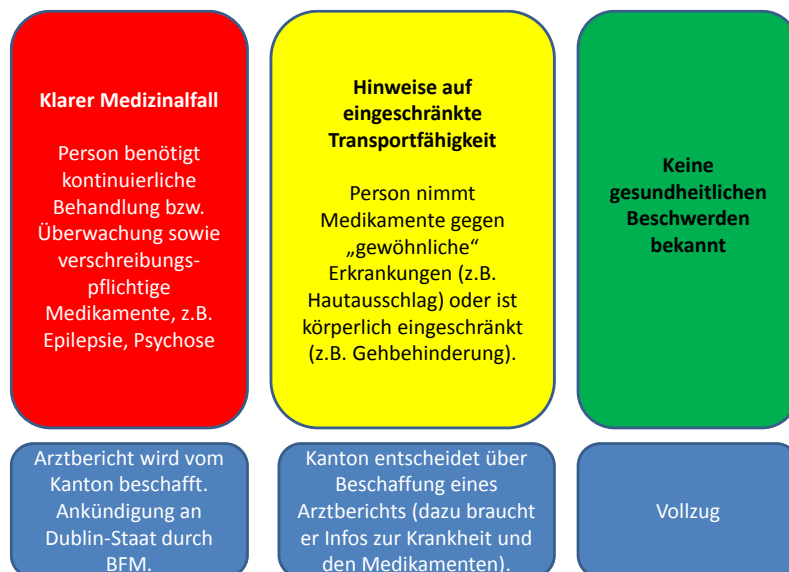 Klarer Medizinalfall
Person benötigt
kontinuierliche
Behandlung bzw.
Überwachung sowie
verschreibungs-
pflichtige
Medikamente, z.B.
Epilepsie, Psychose
Hinweise auf
eingeschränkte
Transportfähigkeit
Person nimmt
Medikamente gegen
„gewöhnliche“
Erkrankungen (z.B.
Hautausschlag) oder ist
körperlich eingeschränkt
(z.B. Gehbehinderung).
Keine
gesundheitlichen
Beschwerden
bekannt
Arztbericht wird vom
Kanton beschafft.
Ankündigung an
Dublin-Staat durch
BFM.
Kanton entscheidet über
Beschaffung eines
Arztberichts (dazu braucht
er Infos zur Krankheit und
den Medikamenten).
Vollzug